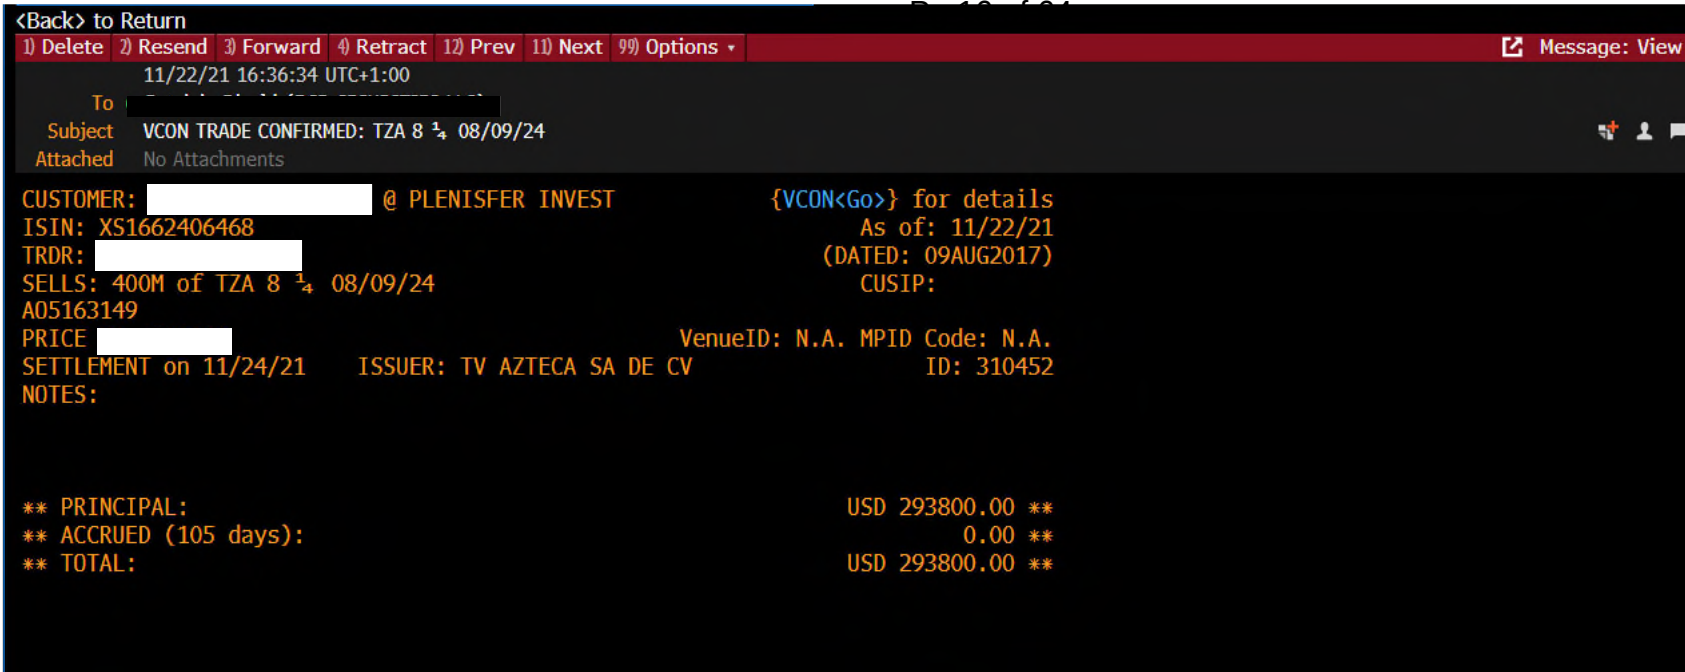 <Back> to Return
1) Delete 2) Resend 3) Forward 4) Retract 12) Prev 11) Next 99) Options Message: View
11/22/21 16:36:34 UTC+1:00
To
Subject VCON TRADE CONFIRMED: TZA 8 ¼ 08/09/24
Attached No Attachments
CUSTOMER: @ PLENISFER INVEST {VCON<Go>} for details
ISIN: XS1662406468 As of: 11/22/21
TRDR: (DATED: 09AUG2017)
SELLS: 400M of TZA 8 ¼ 08/09/24 CUSIP:
AO5163149
PRICE VenueID: N.A. MPID Code: N.A.
SETTLEMENT on 11/24/21 ISSUER: TV AZTECA SA DE CV ID: 310452
NOTES:
** PRINCIPAL: USD 293800.00 **
** ACCRUED (105 days): 0.00 **
** TOTAL: USD 293800.00 **